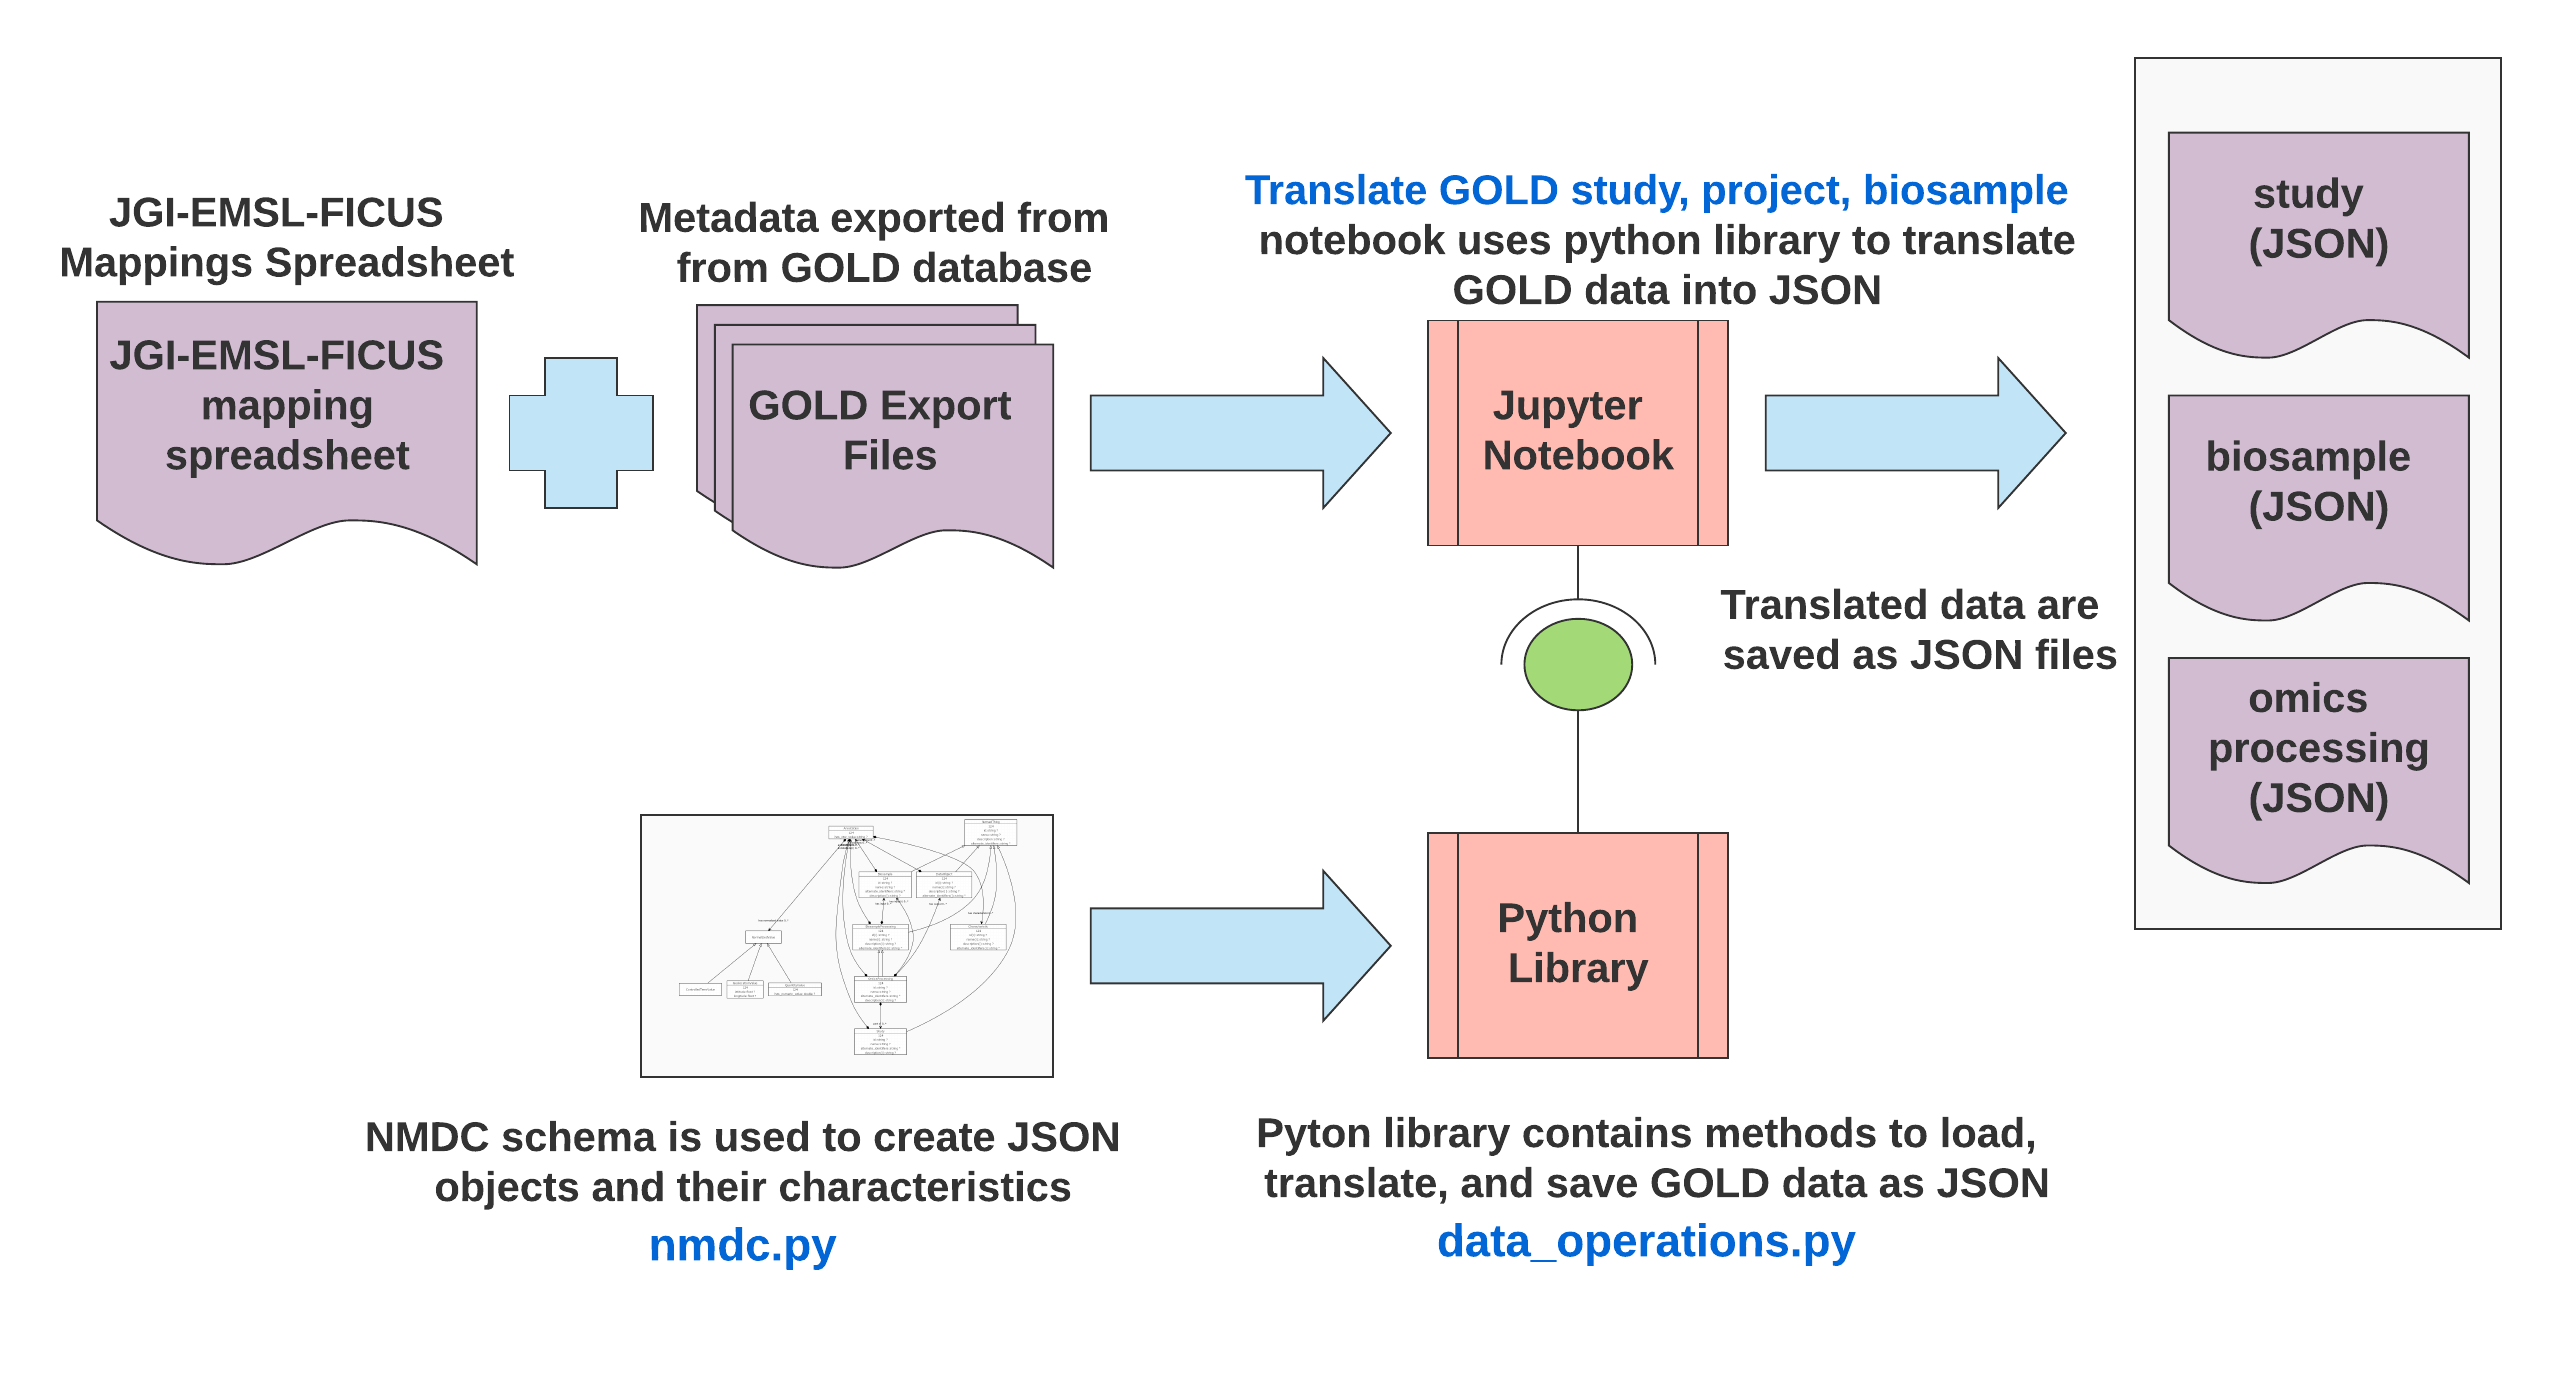 JGI-EMSL-FICUS
Mappings Spreadsheet
JGI-EMSL-FICUS
mapping
spreadsheet
Metadata exported from
from GOLD database
GOLD Export
Files
Translate GOLD study, project, biosample
notebook uses python library to translate
GOLD data into JSON
Jupyter
Notebook
Translated data are
saved as JSON files
study
(JSON)
biosample
(JSON)
omics
processing
(JSON)
NMDC schema is used to create JSON
objects and their characteristics
nmdc.py
Python
Library
Pyton library contains methods to load,
translate, and save GOLD data as JSON
data_operations.py